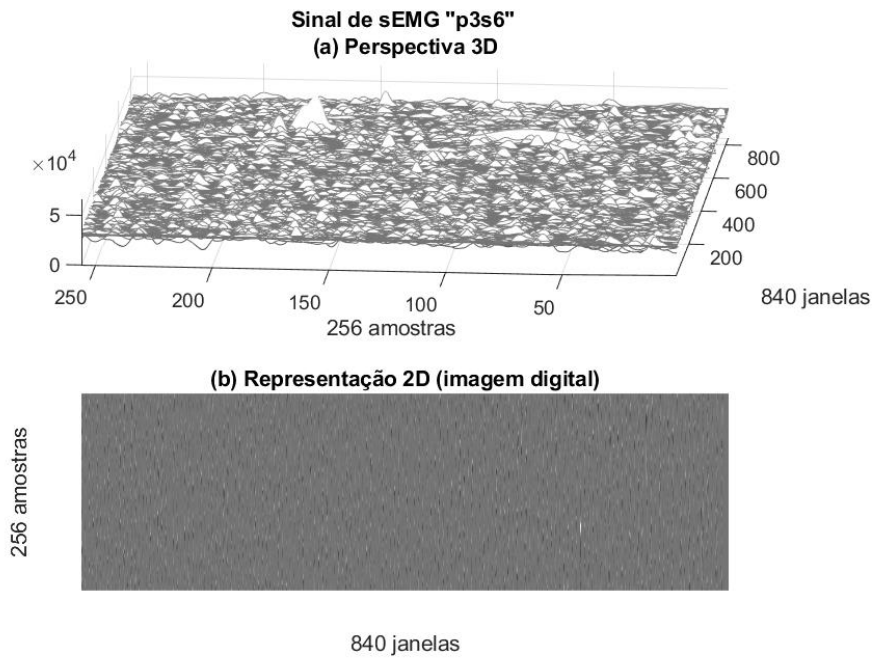 Sinal de sEMG "p3s6"
(a) Perspectiva 3D
×10⁴
5
0
800
600
400
200
250
200
150
100
50
256 amostras
840 janelas
(b) Representação 2D (imagem digital)
256 amostras
840 janelas